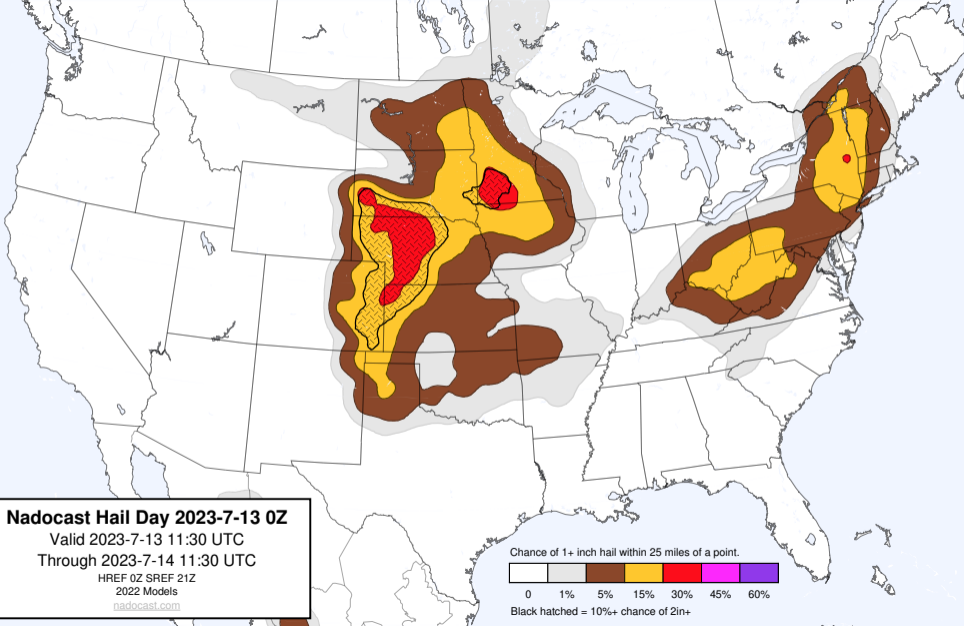 Nadocast Hail Day 2023-7-13 0Z
Valid 2023-7-13 11:30 UTC
Through 2023-7-14 11:30 UTC
HREF 0Z SREF 21Z
2022 Models
nadocast.com
Chance of 1+ inch hail within 25 miles of a point.
0 1% 5% 15% 30% 45% 60%
Black hatched = 10%+ chance of 2in+